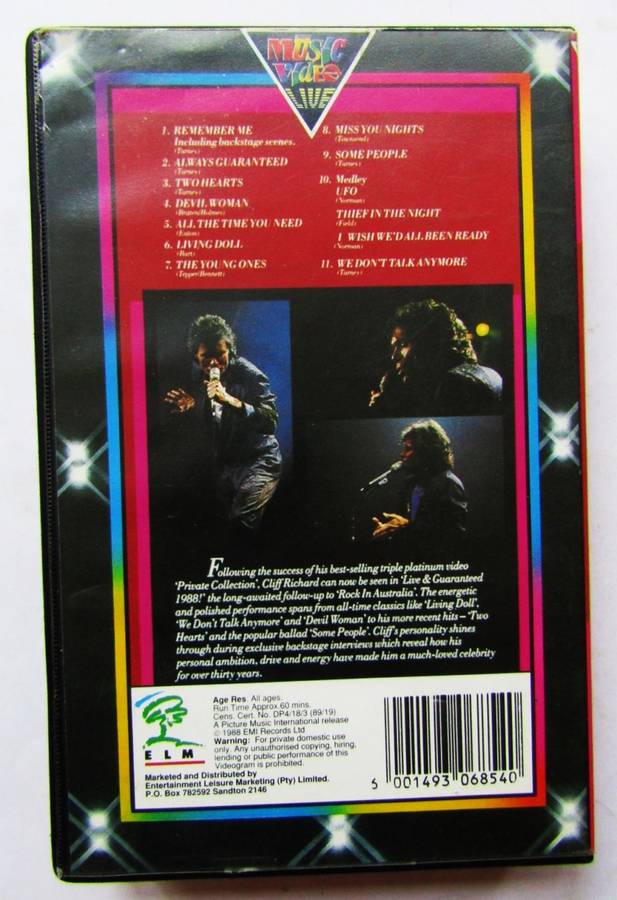 MUSIC
VIDEO
LIVE
1. REMEMBER ME
Including backstage scenes.
(Tarney)
2. ALWAYS GUARANTEED
(Tarney)
3. TWO HEARTS
(Tarney)
4. DEVIL WOMAN
(Britten/Holmes)
5. ALL THE TIME YOU NEED
(Eaton)
6. LIVING DOLL
(Bart)
7. THE YOUNG ONES
(Tepper/Bennett)
8. MISS YOU NIGHTS
(Townsend)
9. SOME PEOPLE
(Tarney)
10. Medley
UFO
(Norman)
THIEF IN THE NIGHT
(Field)
I WISH WE'D ALL BEEN READY
(Norman)
11. WE DON'T TALK ANYMORE
(Tarney)
Following the success of his best-selling triple platinum video
'Private Collection', Cliff Richard can now be seen in 'Live & Guaranteed
1988!' the long-awaited follow-up to 'Rock In Australia'. The energetic
and polished performance spans from all-time classics like 'Living Doll',
'We Don't Talk Anymore' and 'Devil Woman' to his more recent hits – 'Two
Hearts' and the popular ballad 'Some People'. Cliff's personality shines
through during exclusive backstage interviews which reveal how his
personal ambition, drive and energy have made him a much-loved celebrity
for over thirty years.
ELM
Age Res: All ages.
Run Time Approx.60 mins.
Cens. Cert. No. DP4/18/3 (89/19)
A Picture Music International release
© 1988 EMI Records Ltd
Warning: For private domestic use
only. Any unauthorised copying, hiring,
lending or public performance of this
Videogram is prohibited.
Marketed and Distributed by
Entertainment Leisure Marketing (Pty) Limited.
P.O. Box 782592 Sandton 2146
6 001493 068540